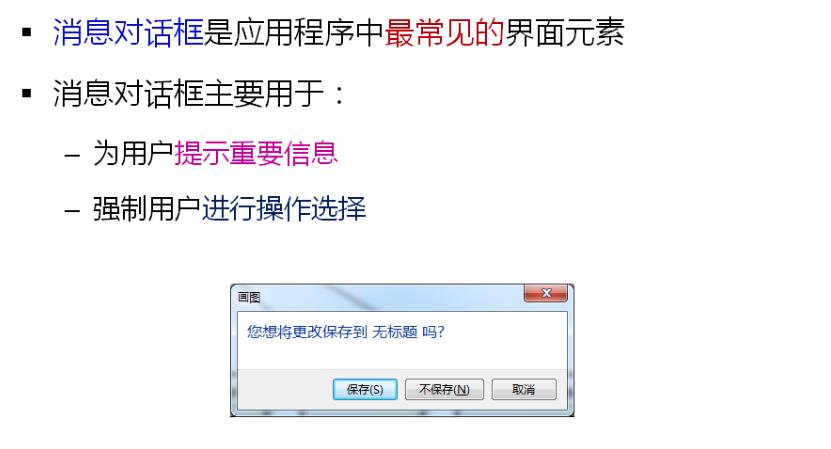 ▪ 消息对话框是应用程序中最常见的界面元素
▪ 消息对话框主要用于：
– 为用户提示重要信息
– 强制用户进行操作选择
画图
您想将更改保存到 无标题 吗?
保存(S) 不保存(N) 取消